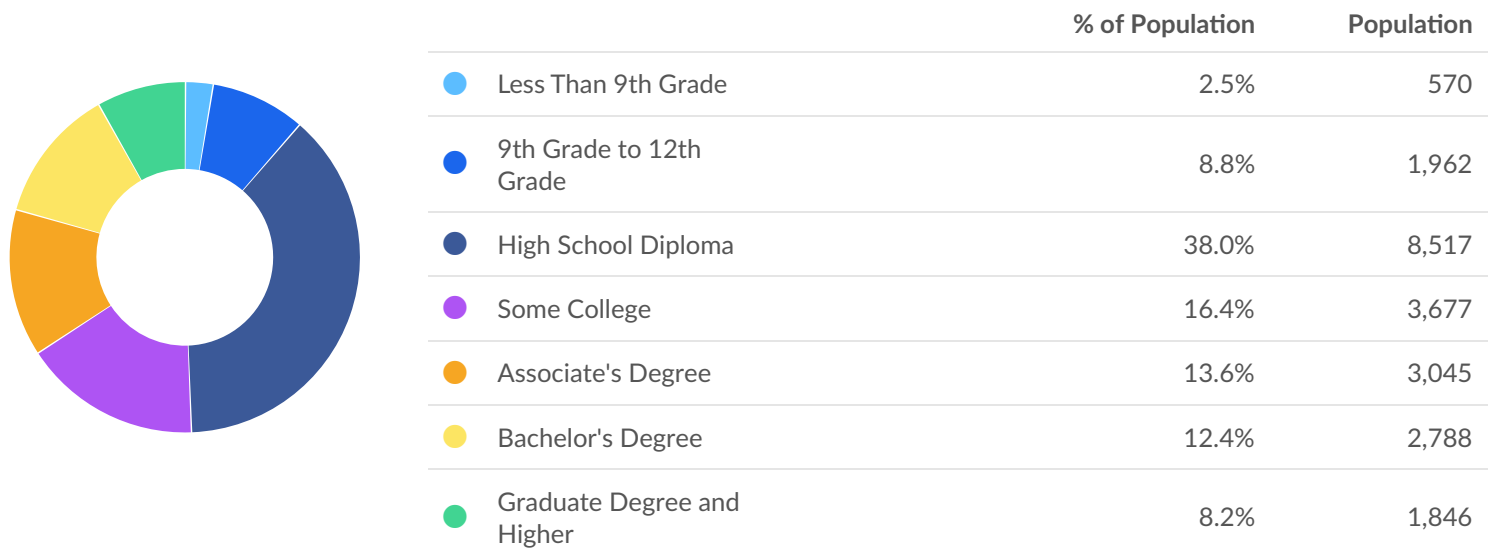 % of Population Population
Less Than 9th Grade 2.5% 570
9th Grade to 12th
Grade 8.8% 1,962
High School Diploma 38.0% 8,517
Some College 16.4% 3,677
Associate's Degree 13.6% 3,045
Bachelor's Degree 12.4% 2,788
Graduate Degree and
Higher 8.2% 1,846